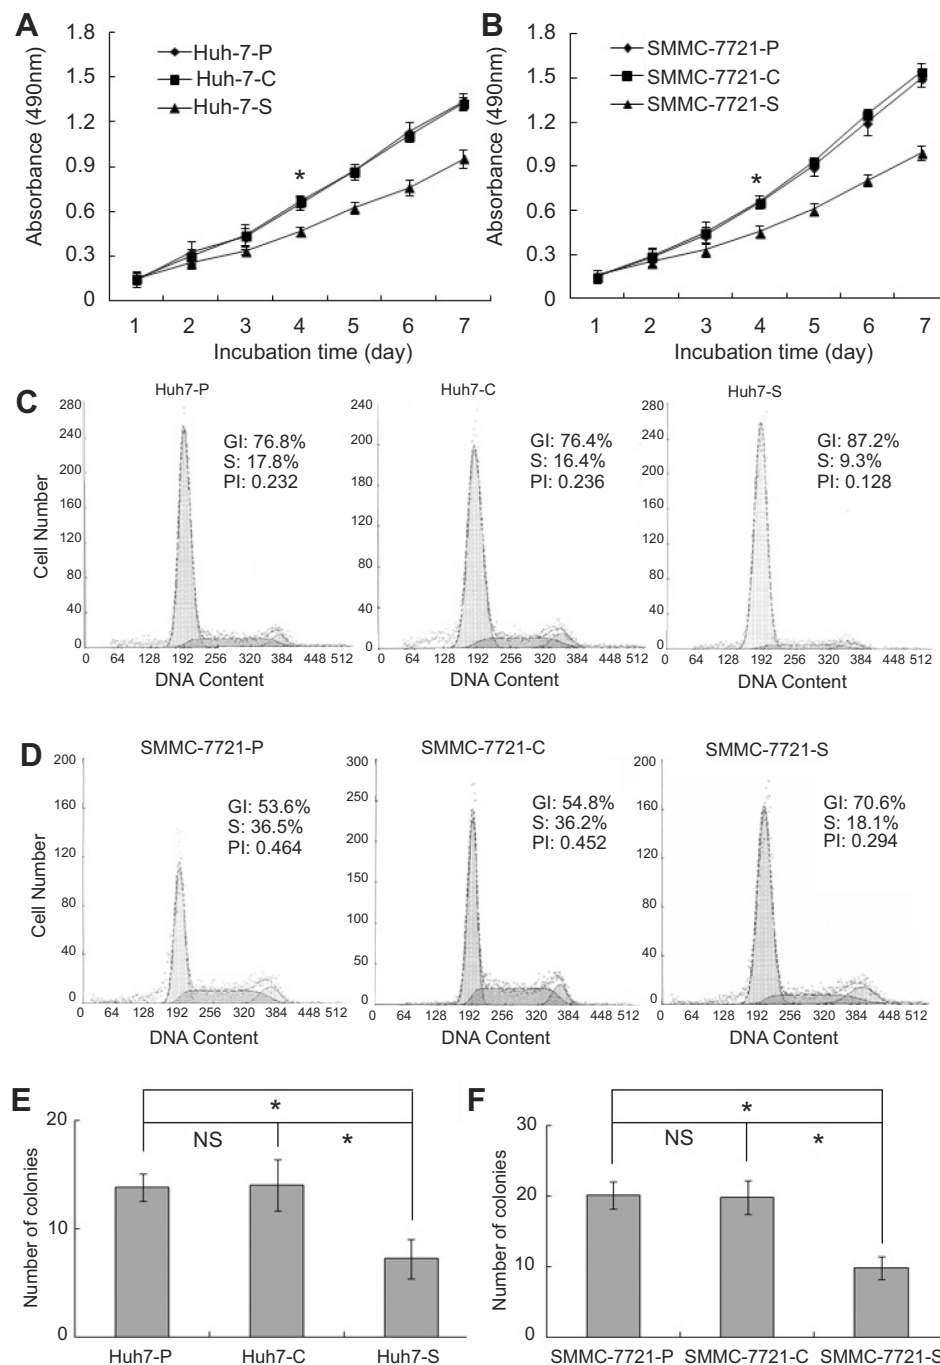 A
B
1.8
1.5
1.2
0.9
0.6
0.3
0
Absorbance (490nm)
Huh-7-P
Huh-7-C
Huh-7-S
*
1 2 3 4 5 6 7
Incubation time (day)
1.8
1.5
1.2
0.9
0.6
0.3
0
Absorbance (490nm)
SMMC-7721-P
SMMC-7721-C
SMMC-7721-S
*
1 2 3 4 5 6 7
Incubation time (day)
C
Huh7-P
280
240
200
160
120
80
40
0
Cell Number
GI: 76.8%
S: 17.8%
PI: 0.232
0 64 128 192 256 320 384 448 512
DNA Content
Huh7-C
240
200
160
120
80
40
0
GI: 76.4%
S: 16.4%
PI: 0.236
0 64 128 192 256 320 384 448 512
DNA Content
Huh7-S
280
240
200
160
120
80
40
0
GI: 87.2%
S: 9.3%
PI: 0.128
0 64 128 192 256 320 384 448 512
DNA Content
D
SMMC-7721-P
200
160
120
80
40
0
Cell Number
GI: 53.6%
S: 36.5%
PI: 0.464
0 64 128 192 256 320 384 448 512
DNA Content
SMMC-7721-C
300
250
200
150
100
50
0
GI: 54.8%
S: 36.2%
PI: 0.452
0 64 128 192 256 320 384 448 512
DNA Content
SMMC-7721-S
200
160
120
80
40
0
GI: 70.6%
S: 18.1%
PI: 0.294
0 64 128 192 256 320 384 448 512
DNA Content
E
20
10
0
Number of colonies
*
NS
*
Huh7-P Huh7-C Huh7-S
F
30
20
10
0
Number of colonies
*
NS
*
SMMC-7721-P SMMC-7721-C SMMC-7721-S